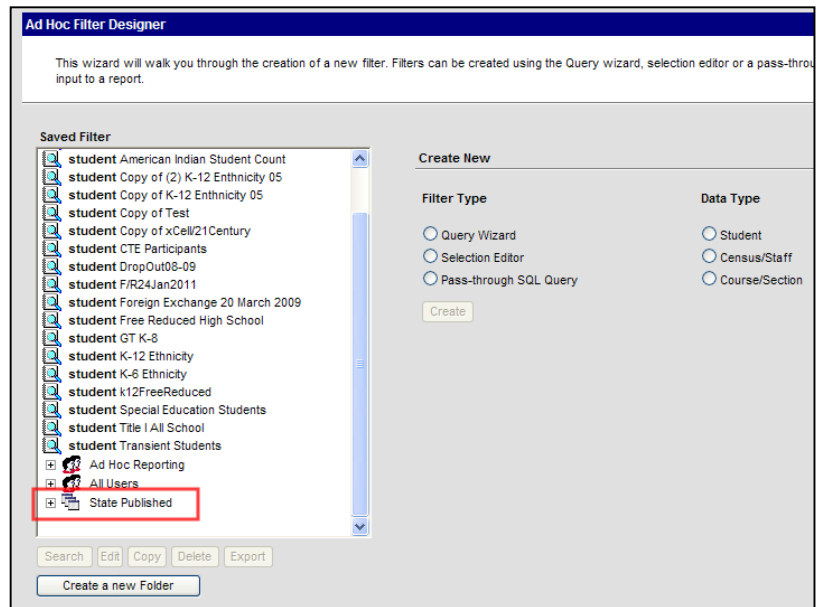 Ad Hoc Filter Designer
This wizard will walk you through the creation of a new filter. Filters can be created using the Query wizard, selection editor or a pass-throu
input to a report.
Saved Filter
student American Indian Student Count
student Copy of (2) K-12 Enthnicity 05
student Copy of K-12 Enthnicity 05
student Copy of Test
student Copy of xCell/21Century
student CTE Participants
student DropOut08-09
student F/R24Jan2011
student Foreign Exchange 20 March 2009
student Free Reduced High School
student GT K-8
student K-12 Ethnicity
student K-6 Ethnicity
student k12FreeReduced
student Special Education Students
student Title I All School
student Transient Students
Ad Hoc Reporting
All Users
State Published
Search Edit Copy Delete Export
Create a new Folder
Create New
Filter Type Data Type
Query Wizard Student
Selection Editor Census/Staff
Pass-through SQL Query Course/Section
Create